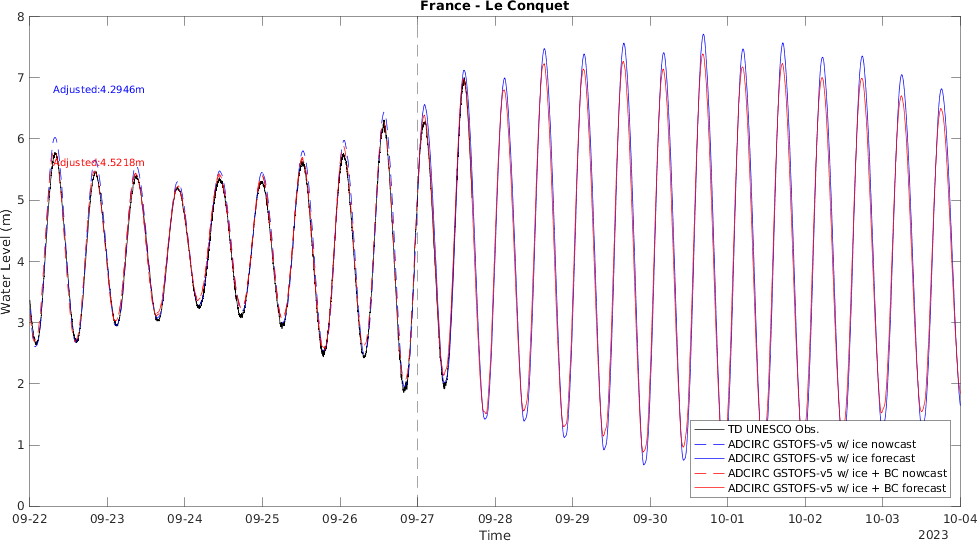 France - Le Conquet
8
7
6
5
4
3
2
1
0
Water Level (m)
Adjusted:4.2946m
Adjusted:4.5218m
TD UNESCO Obs.
ADCIRC GSTOFS-v5 w/ ice nowcast
ADCIRC GSTOFS-v5 w/ ice forecast
ADCIRC GSTOFS-v5 w/ ice + BC nowcast
ADCIRC GSTOFS-v5 w/ ice + BC forecast
09-22 09-23 09-24 09-25 09-26 09-27 09-28 09-29 09-30 10-01 10-02 10-03 10-04
Time
2023